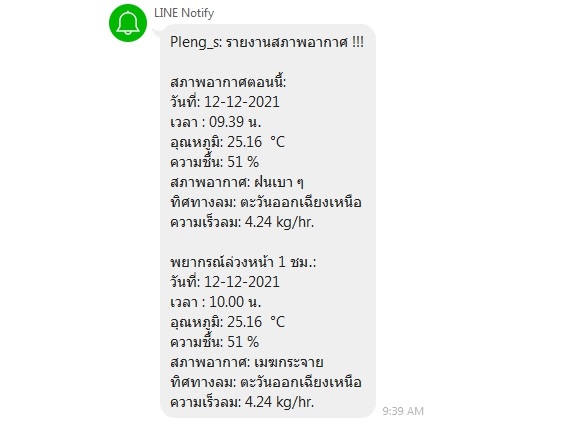 LINE Notify
Pleng_s: รายงานสภาพอากาศ !!!
สภาพอากาศตอนนี้:
วันที่: 12-12-2021
เวลา : 09.39 น.
อุณหภูมิ: 25.16 °C
ความชื้น: 51 %
สภาพอากาศ: ฝนเบา ๆ
ทิศทางลม: ตะวันออกเฉียงเหนือ
ความเร็วลม: 4.24 kg/hr.
พยากรณ์ล่วงหน้า 1 ชม.:
วันที่: 12-12-2021
เวลา : 10.00 น.
อุณหภูมิ: 25.16 °C
ความชื้น: 51 %
สภาพอากาศ: เมฆกระจาย
ทิศทางลม: ตะวันออกเฉียงเหนือ
ความเร็วลม: 4.24 kg/hr.
9:39 AM